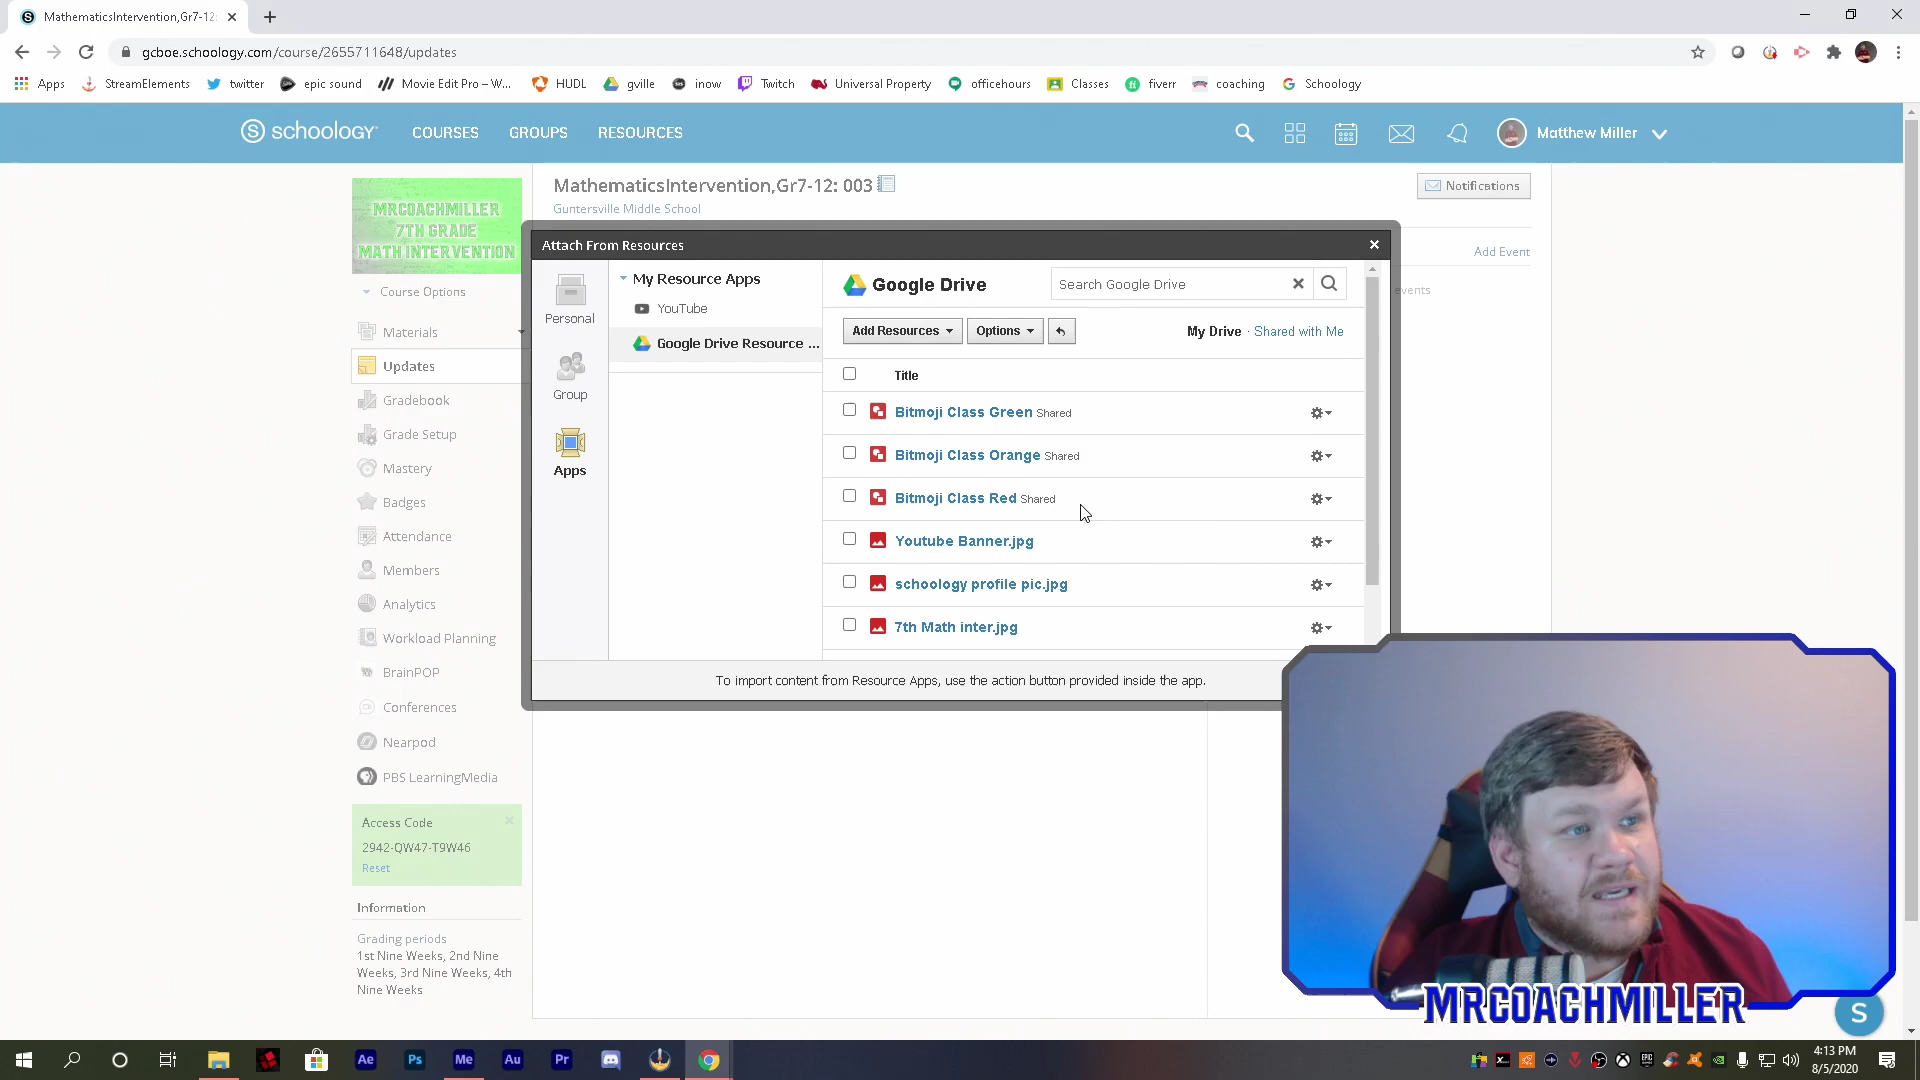 MathematicsIntervention,Gr7-12:
gcboe.schoology.com/course/2655711648/updates
Apps StreamElements twitter epic sound Movie Edit Pro – W... HUDL gville inow Twitch Universal Property officehours Classes fiverr coaching Schoology
schoology COURSES GROUPS RESOURCES Matthew Miller
MRCOACHMILLER
7TH GRADE
MATH INTERVENTION
MathematicsIntervention,Gr7-12: 003
Guntersville Middle School
Notifications
Add Event
events
Course Options
Materials
Updates
Gradebook
Grade Setup
Mastery
Badges
Attendance
Members
Analytics
Workload Planning
BrainPOP
Conferences
Nearpod
PBS LearningMedia
Access Code
2942-QW47-T9W46
Reset
Information
Grading periods
1st Nine Weeks, 2nd Nine
Weeks, 3rd Nine Weeks, 4th
Nine Weeks
Attach From Resources
Personal
Group
Apps
My Resource Apps
YouTube
Google Drive Resource ...
Google Drive
Search Google Drive
Add Resources Options My Drive · Shared with Me
Title
Bitmoji Class Green Shared
Bitmoji Class Orange Shared
Bitmoji Class Red Shared
Youtube Banner.jpg
schoology profile pic.jpg
7th Math inter.jpg
To import content from Resource Apps, use the action button provided inside the app.
MRCOACHMILLER
S
Ae Ps Me Au Pr
4:13 PM
8/5/2020